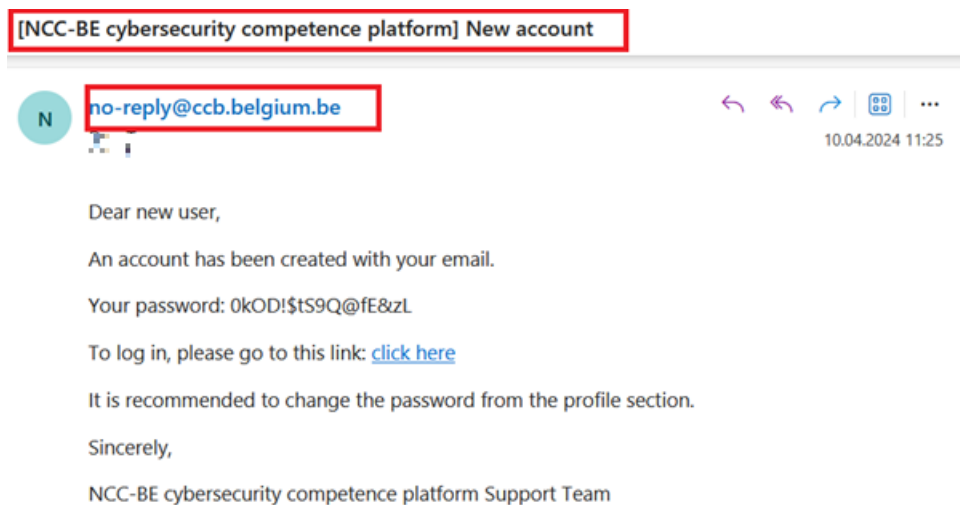 [NCC-BE cybersecurity competence platform] New account
N
no-reply@ccb.belgium.be
10.04.2024 11:25
Dear new user,
An account has been created with your email.
Your password: 0kOD!$tS9Q@fE&zL
To log in, please go to this link: click here
It is recommended to change the password from the profile section.
Sincerely,
NCC-BE cybersecurity competence platform Support Team